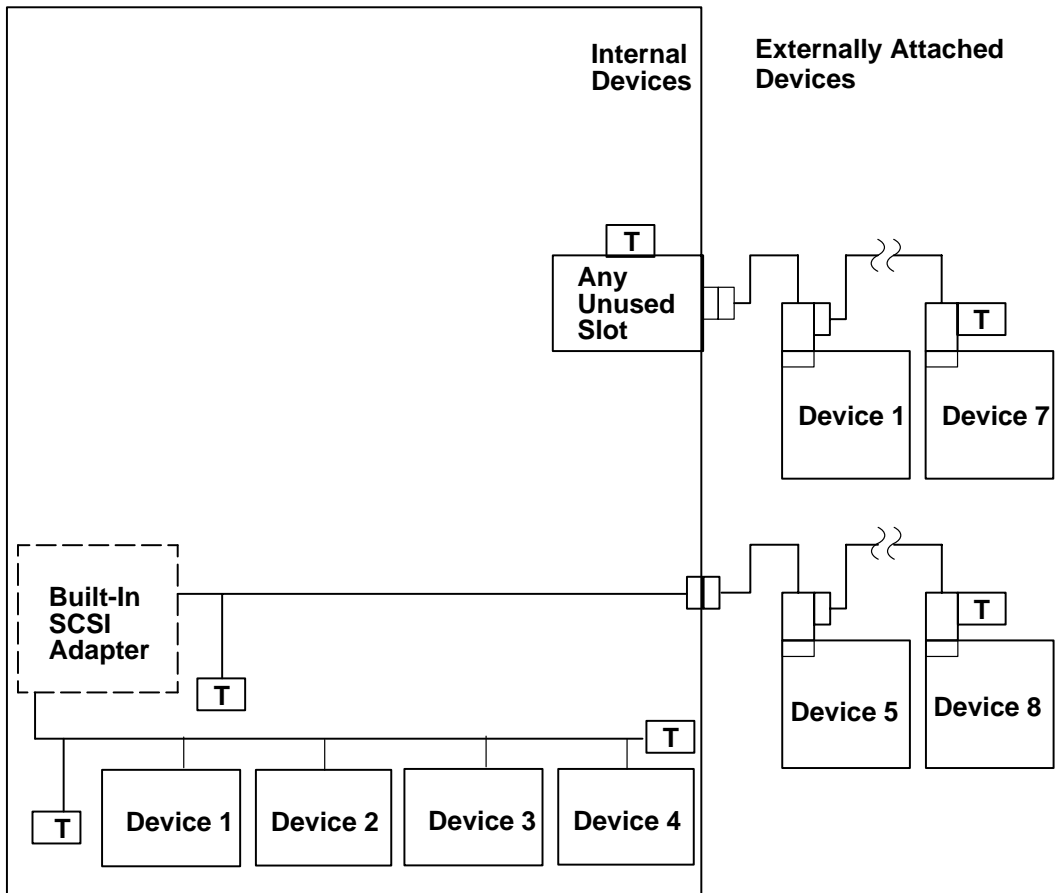 Internal
Devices
Externally Attached
Devices
T
Any
Unused
Slot
T
Device 1
Device 7
Built-In
SCSI
Adapter
T
T
Device 5
Device 8
T
T
Device 1
Device 2
Device 3
Device 4